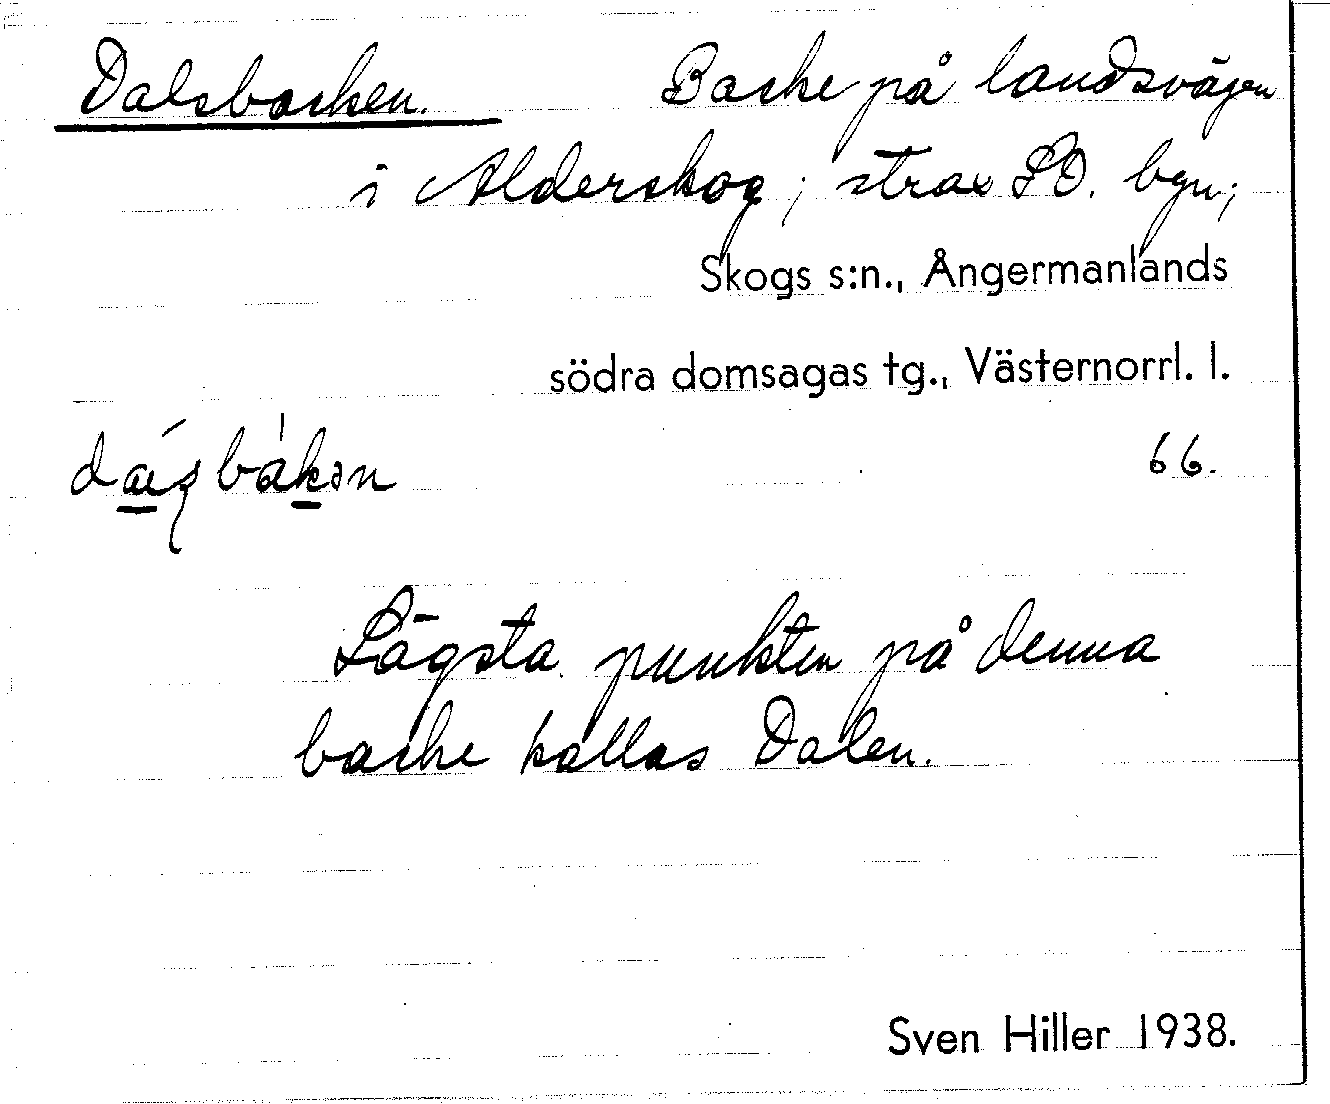 Dalsbacken. Backe på landsvägen
i Alderskog; strax SO. byn;
Skogs s:n., Ångermanlands
södra domsagas tg., Västernorrl. l.
66.
Lägsta punkten på denna
backe kallas Dalen.
Sven Hiller 1938.